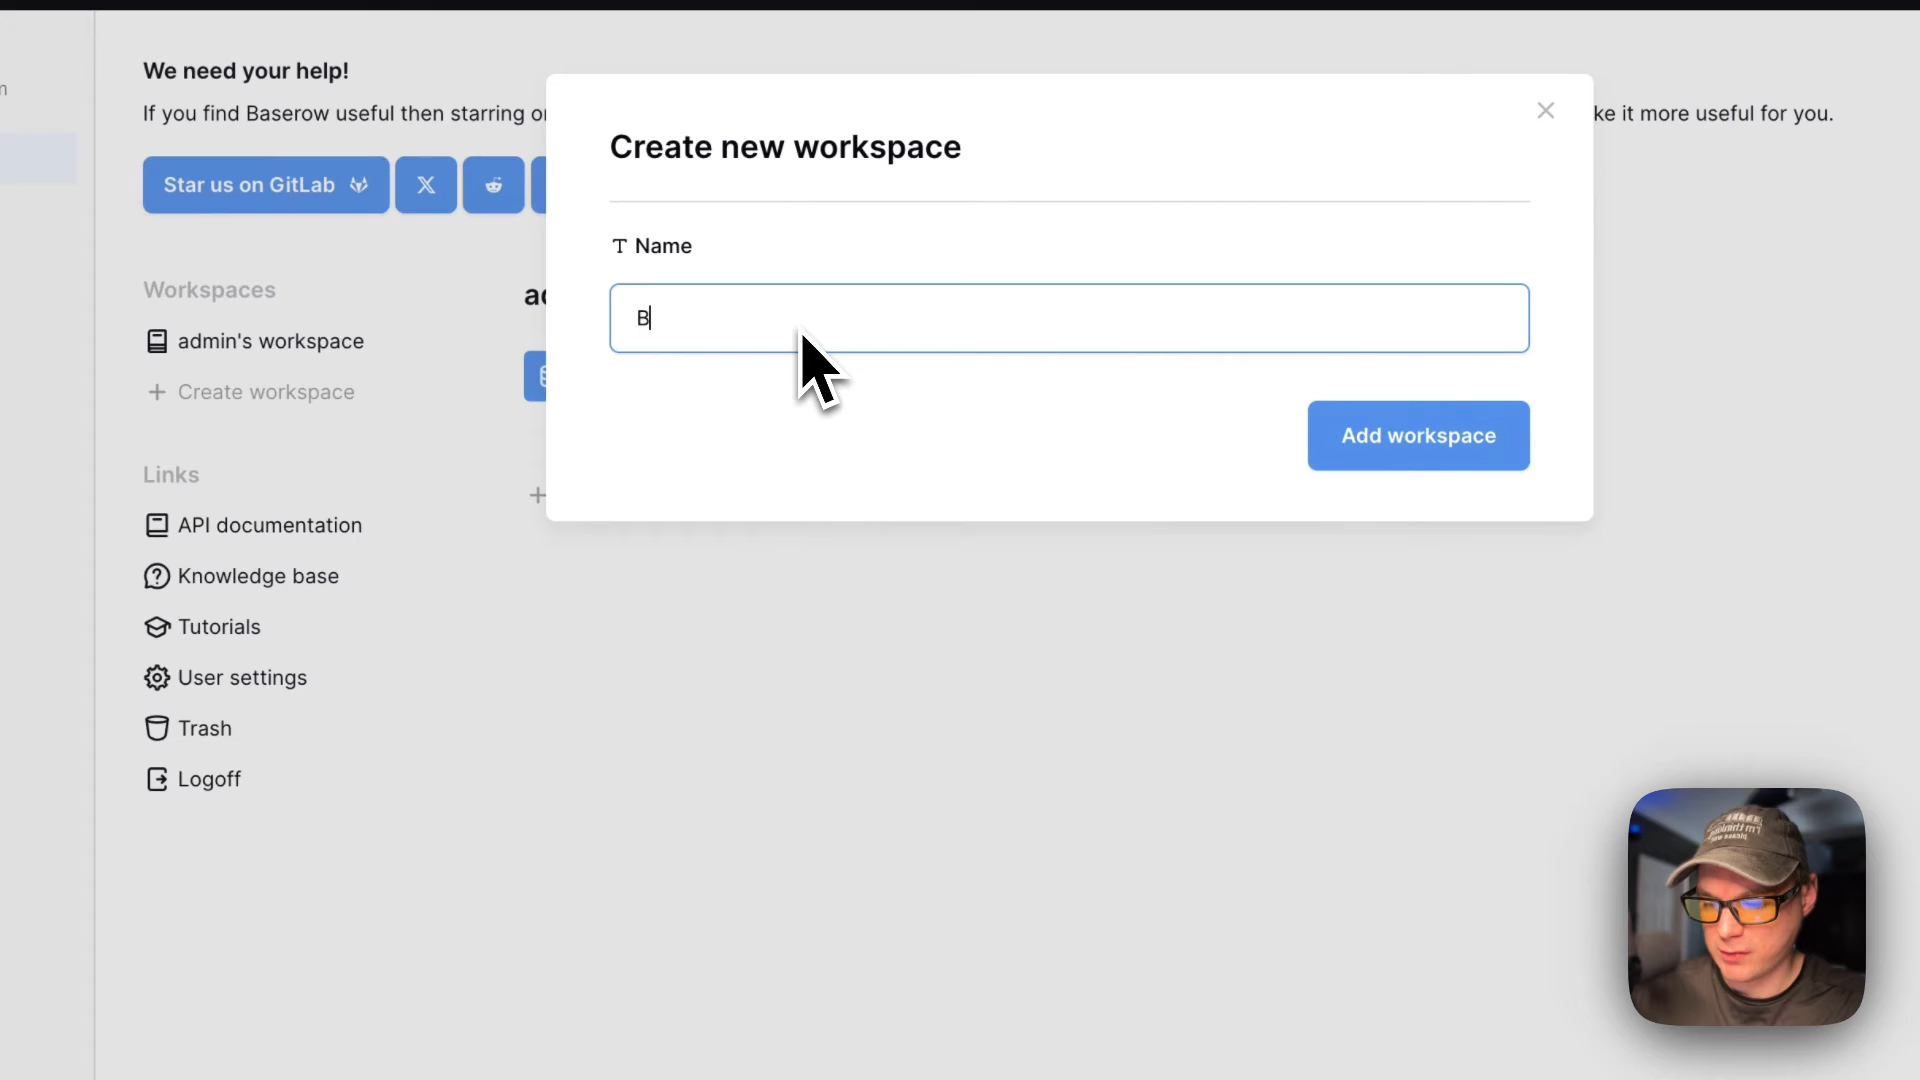 m
We need your help!
If you find Baserow useful then starring or
ke it more useful for you.
Star us on GitLab
Create new workspace
Name
B
Add workspace
Workspaces
admin's workspace
Create workspace
Links
API documentation
Knowledge base
Tutorials
User settings
Trash
Logoff